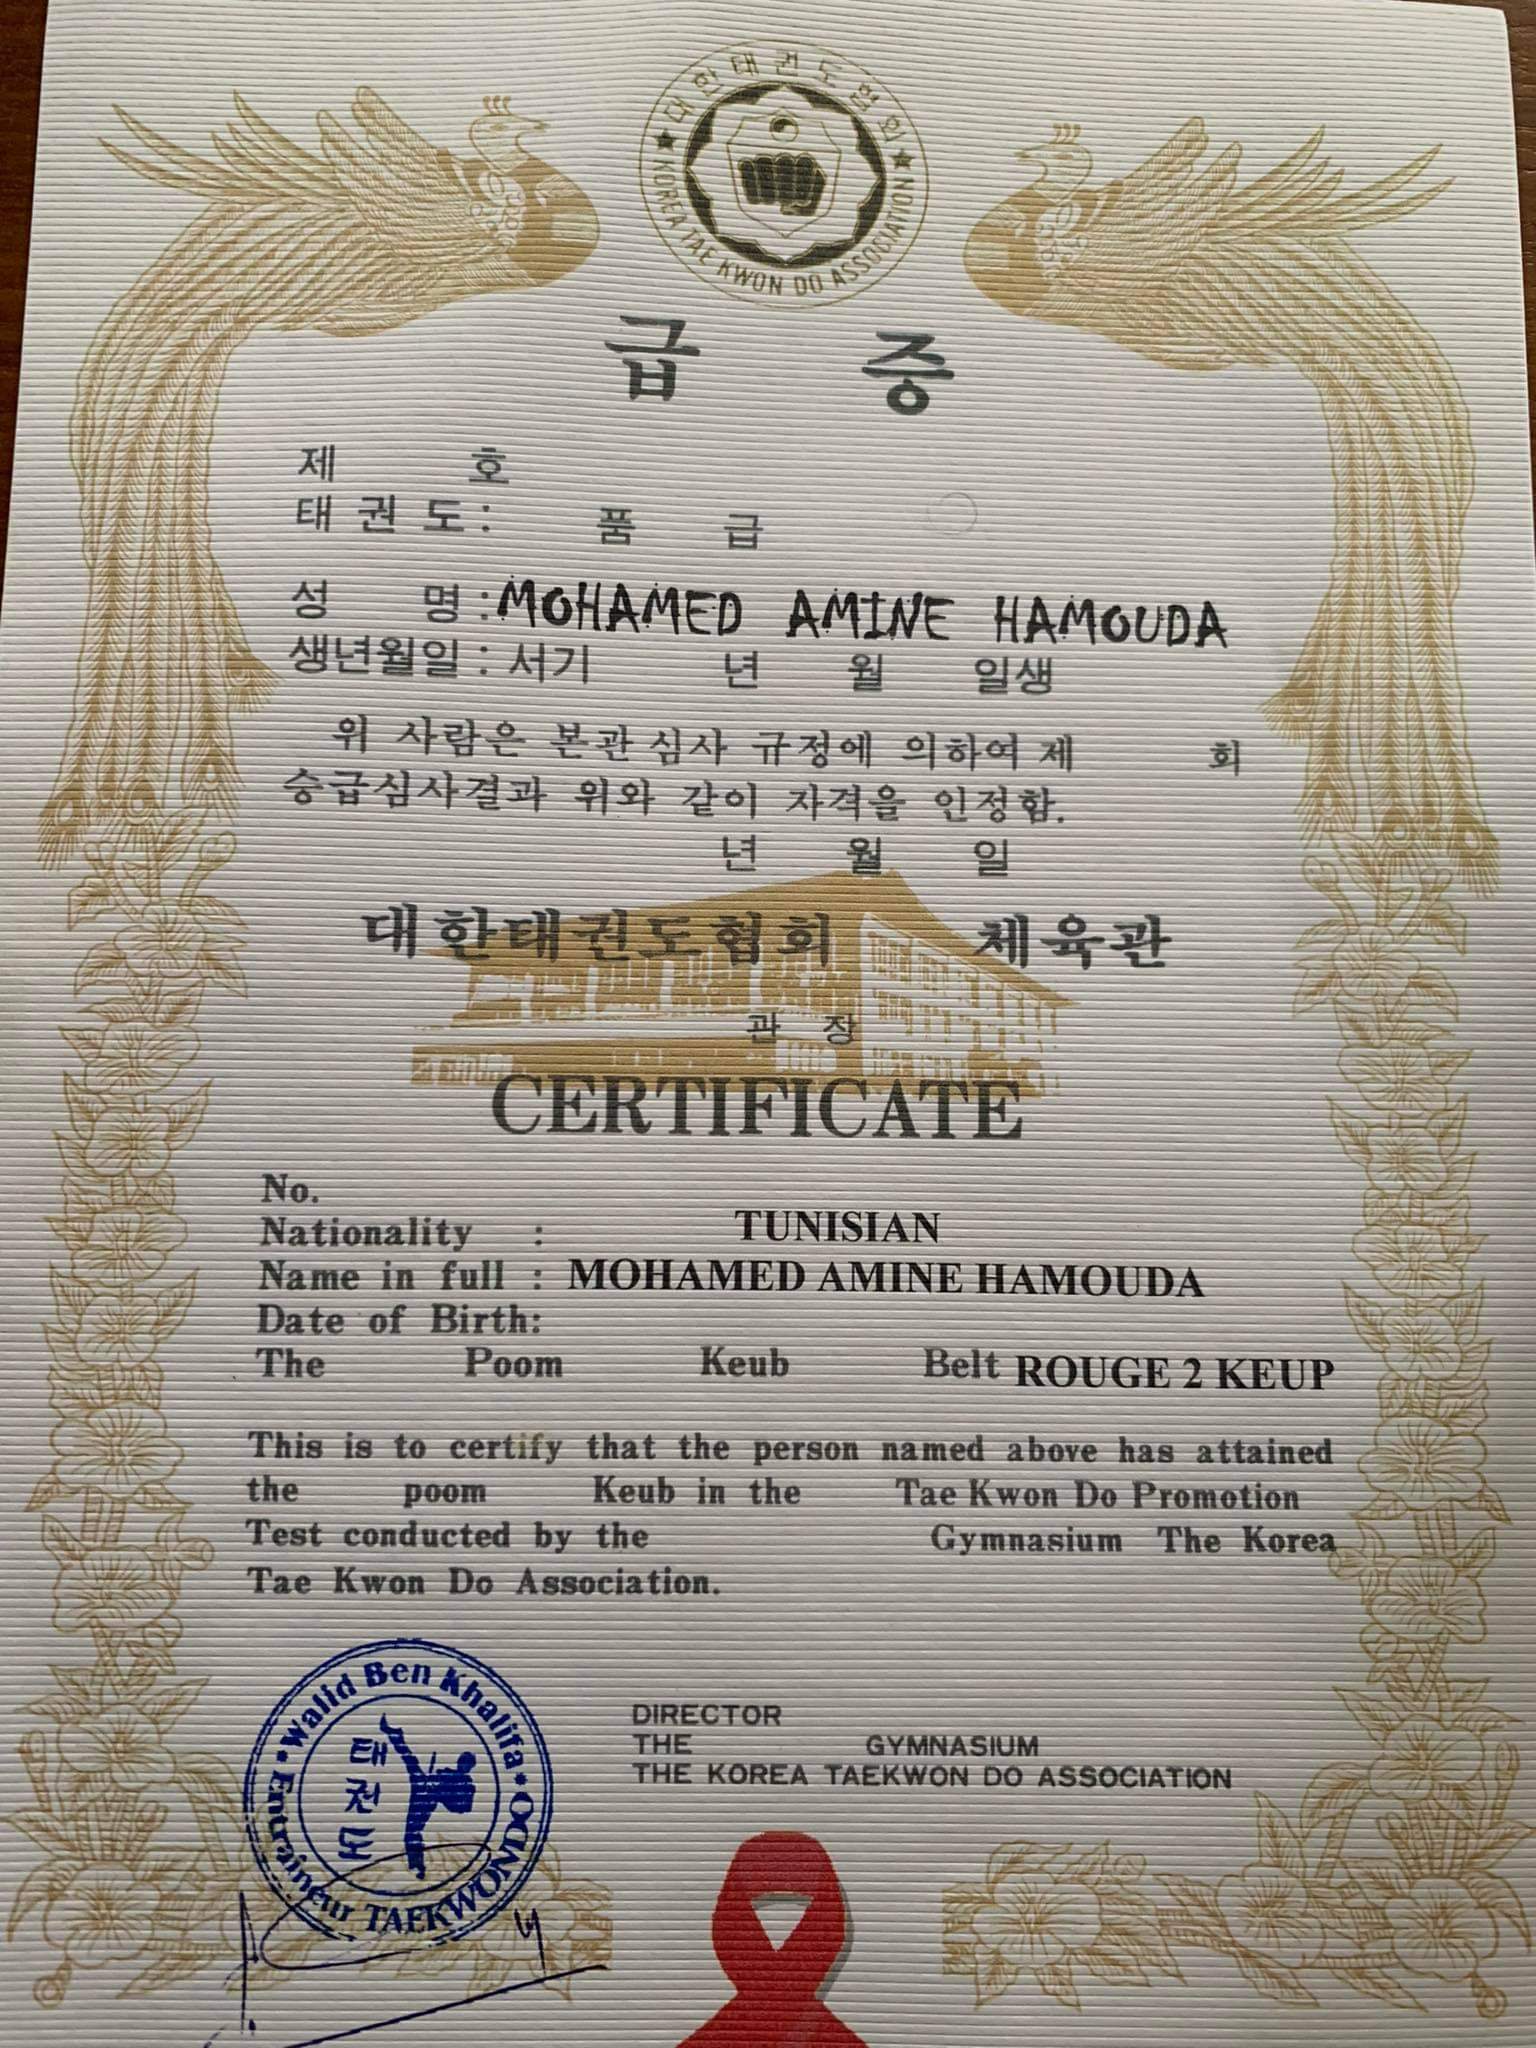 대한태권도협회
KOREA TAE KWON DO ASSOCIATION
급 증
제 호
태 권 도 : 품 급
성 명 : MOHAMED AMINE HAMOUDA
생년월일 : 서기 년 월 일생
위 사람은 본관 심사 규정에 의하여 제 회
승급심사결과 위와 같이 자격을 인정함.
년 월 일
대한태권도협회 체육관
관 장
CERTIFICATE
No.
Nationality : TUNISIAN
Name in full : MOHAMED AMINE HAMOUDA
Date of Birth:
The Poom Keub Belt ROUGE 2 KEUP
This is to certify that the person named above has attained
the poom Keub in the Tae Kwon Do Promotion
Test conducted by the Gymnasium The Korea
Tae Kwon Do Association.
Walid Ben Khalifa
태
권
도
Entraineur TAEKWONDO
DIRECTOR
THE GYMNASIUM
THE KOREA TAEKWON DO ASSOCIATION